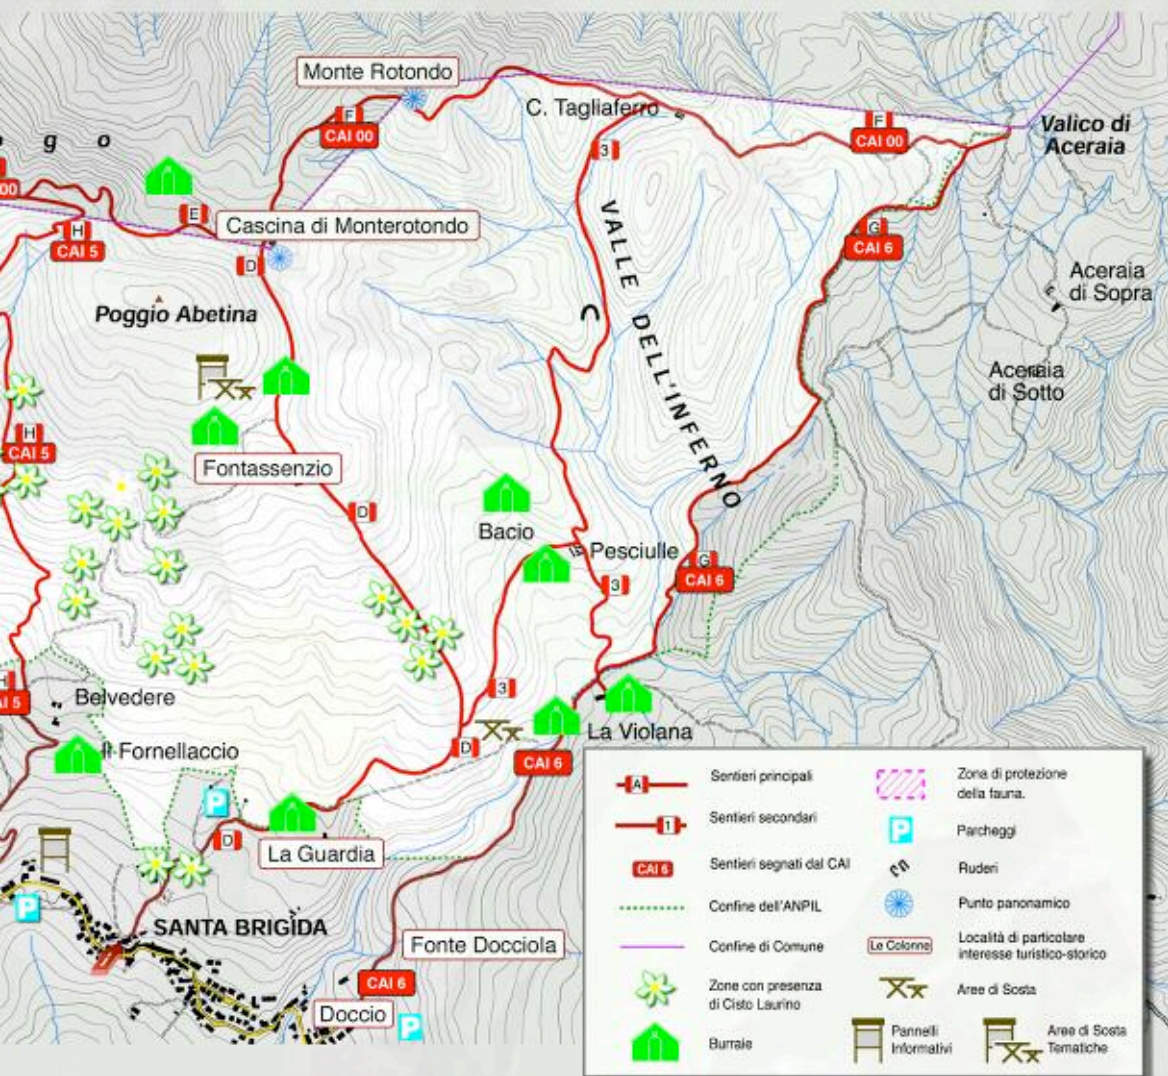 Monte Rotondo
F
CAI 00
C. Tagliaferro
F
CAI 00
Valico di
Aceraia
o g o
00
3
E
H
CAI 5
Cascina di Monterotondo
D
G
CAI 6
VALLE DELL'INFERNO
Aceraia
di Sopra
Poggio Abetina
C
Aceraia
di Sotto
H
CAI 5
Fontassenzio
D
Bacio
Pesciulle
3
G
CAI 6
H
AI 5
Belvedere
3
La Violana
Il Fornellaccio
D
CAI 6
P
D
La Guardia
P
SANTA BRIGIDA
Fonte Docciola
CAI 6
Doccio
P
A
Sentieri principali
1
Sentieri secondari
CAI 6
Sentieri segnati dal CAI
Confine dell'ANPIL
Confine di Comune
Zone con presenza
di Cisto Laurino
Burraie
Zona di protezione
della fauna.
P
Parcheggi
Ruderi
Punto panonamico
Le Colonne
Località di particolare
interesse turistico-storico
Aree di Sosta
Pannelli
Informativi
Aree di Sosta
Tematiche